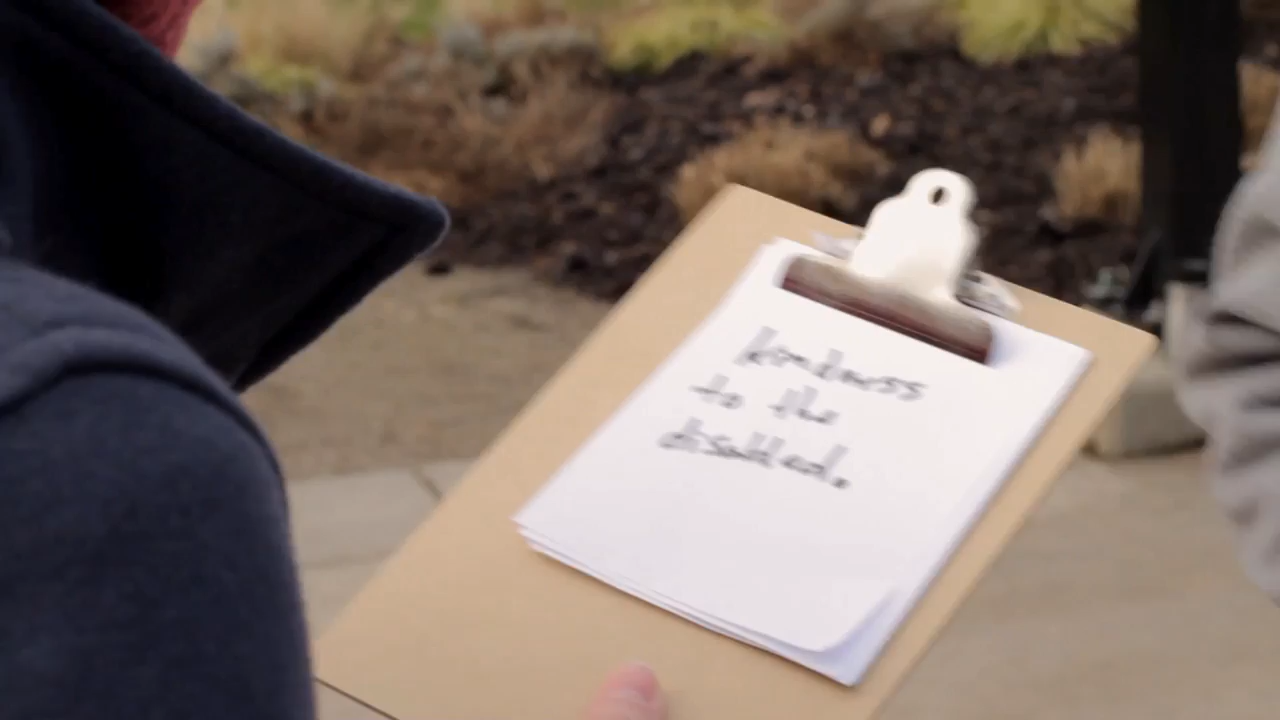 kindness
to the
disabled.